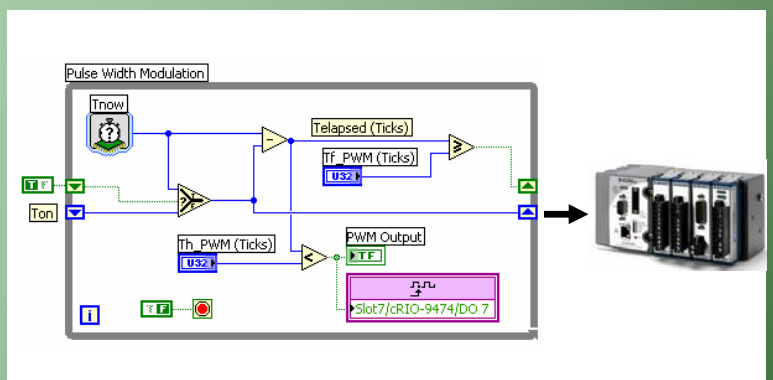 Pulse Width Modulation
Tnow
?
Telapsed (Ticks)
-
≥
Tf_PWM (Ticks)
U32
T
?
T
F
Ton
Th_PWM (Ticks)
U32
<
PWM Output
TF
Slot7/cRIO-9474/DO 7
F
i